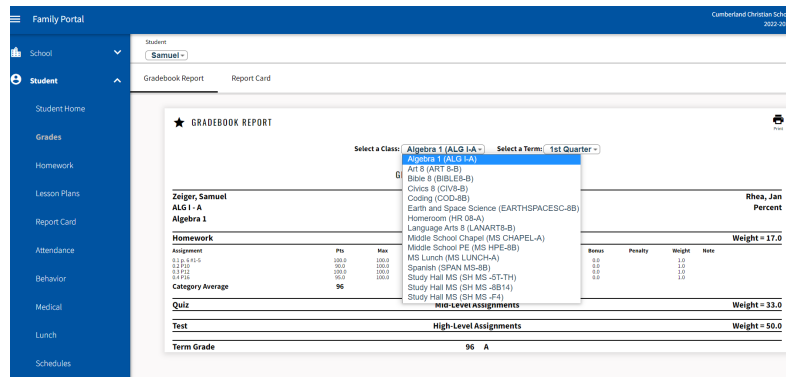 Family Portal
Cumberland Christian Scho
2022-20
School
Student
Student Home
Grades
Homework
Lesson Plans
Report Card
Attendance
Behavior
Medical
Lunch
Schedules
Student
Samuel
Gradebook Report Report Card
GRADEBOOK REPORT
Print
Select a Class: Algebra 1 (ALG I-A Select a Term: 1st Quarter
Algebra 1 (ALG I-A)
Art 8 (ART 8-B)
Bible 8 (BIBLE8-B)
Civics 8 (CIV8-B)
Coding (COD-8B)
Earth and Space Science (EARTHSPACESC-8B)
Homeroom (HR 08-A)
Language Arts 8 (LANART8-B)
Middle School Chapel (MS CHAPEL-A)
Middle School PE (MS HPE-8B)
MS Lunch (MS LUNCH-A)
Spanish (SPAN MS-8B)
Study Hall MS (SH MS -5T-TH)
Study Hall MS (SH MS -8B14)
Study Hall MS (SH MS -F4)
G
Zeiger, Samuel Rhea, Jan
ALG I - A Percent
Algebra 1
Homework Weight = 17.0
Assignment Pts Max Bonus Penalty Weight Note
0.1 p. 6 #1-5 100.0 100.0 0.0 1.0
0.2 P10 90.0 100.0 0.0 1.0
0.3 P12 100.0 100.0 0.0 1.0
0.4 P16 95.0 100.0 0.0 1.0
Category Average 96
Quiz Mid-Level Assignments Weight = 33.0
Test High-Level Assignments Weight = 50.0
Term Grade 96 A